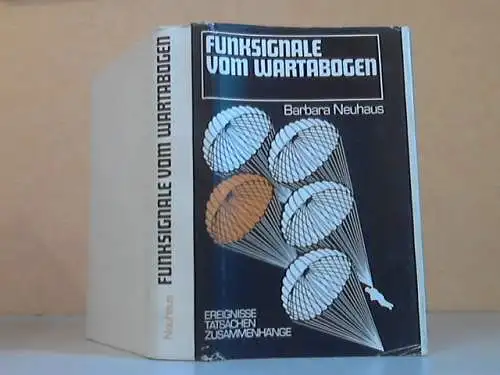 FUNKSIGNALE
VOM WARTABOGEN
Barbara Neuhaus
EREIGNISSE
TATSACHEN
ZUSAMMENHÄNGE
Neuhaus FUNKSIGNALE VOM WARTABOGEN